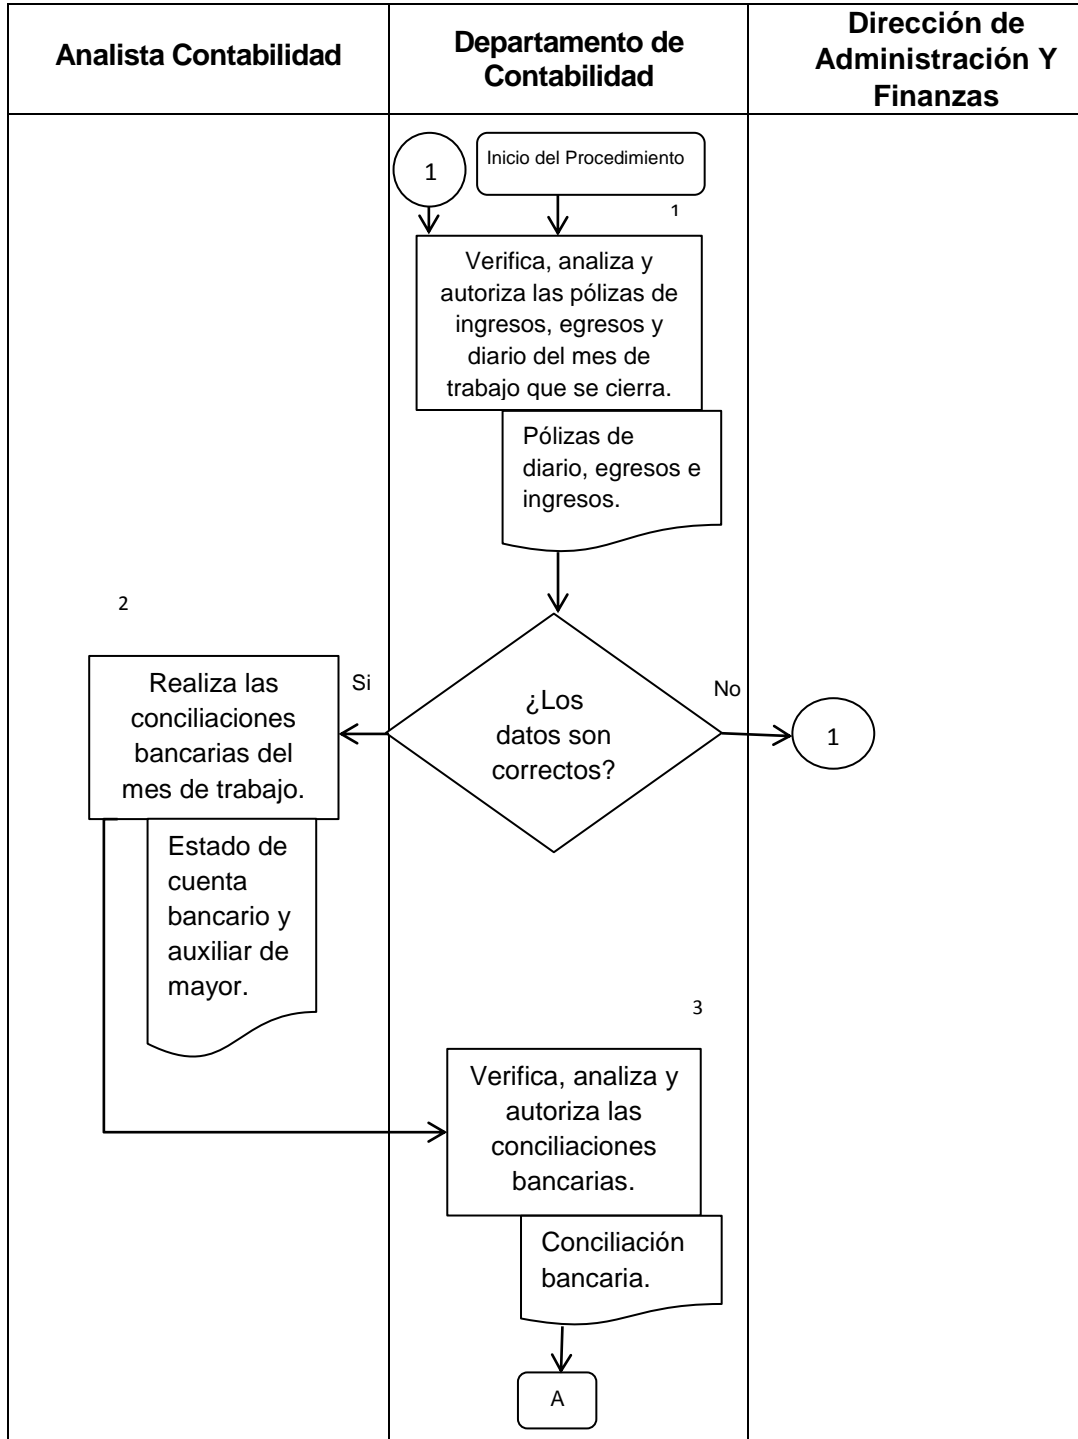 Analista Contabilidad
Departamento de
Contabilidad
Dirección de
Administración Y
Finanzas
1
Inicio del Procedimiento
1
Verifica, analiza y
autoriza las pólizas de
ingresos, egresos y
diario del mes de
trabajo que se cierra.
Pólizas de
diario, egresos e
ingresos.
2
Realiza las
conciliaciones
bancarias del
mes de trabajo.
Si
¿Los
datos son
correctos?
No
1
Estado de
cuenta
bancario y
auxiliar de
mayor.
3
Verifica, analiza y
autoriza las
conciliaciones
bancarias.
Conciliación
bancaria.
A